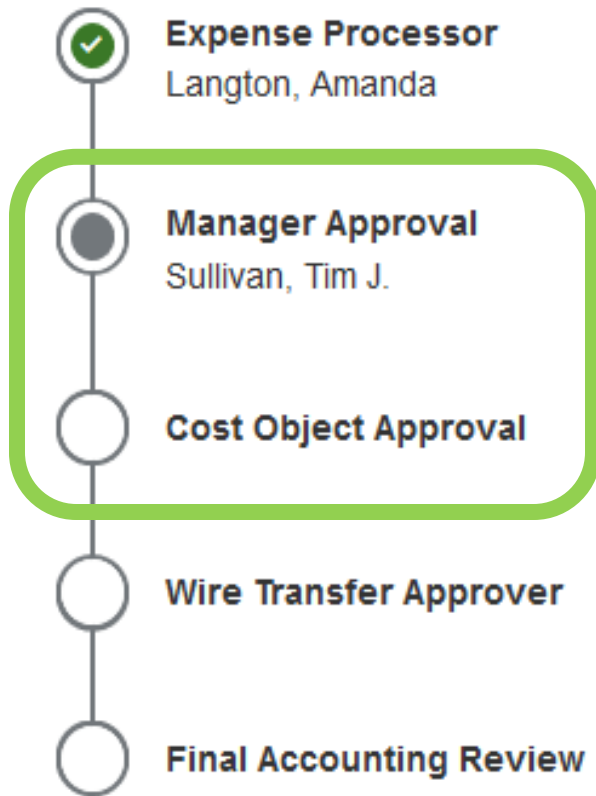 Expense Processor
Langton, Amanda
Manager Approval
Sullivan, Tim J.
Cost Object Approval
Wire Transfer Approver
Final Accounting Review